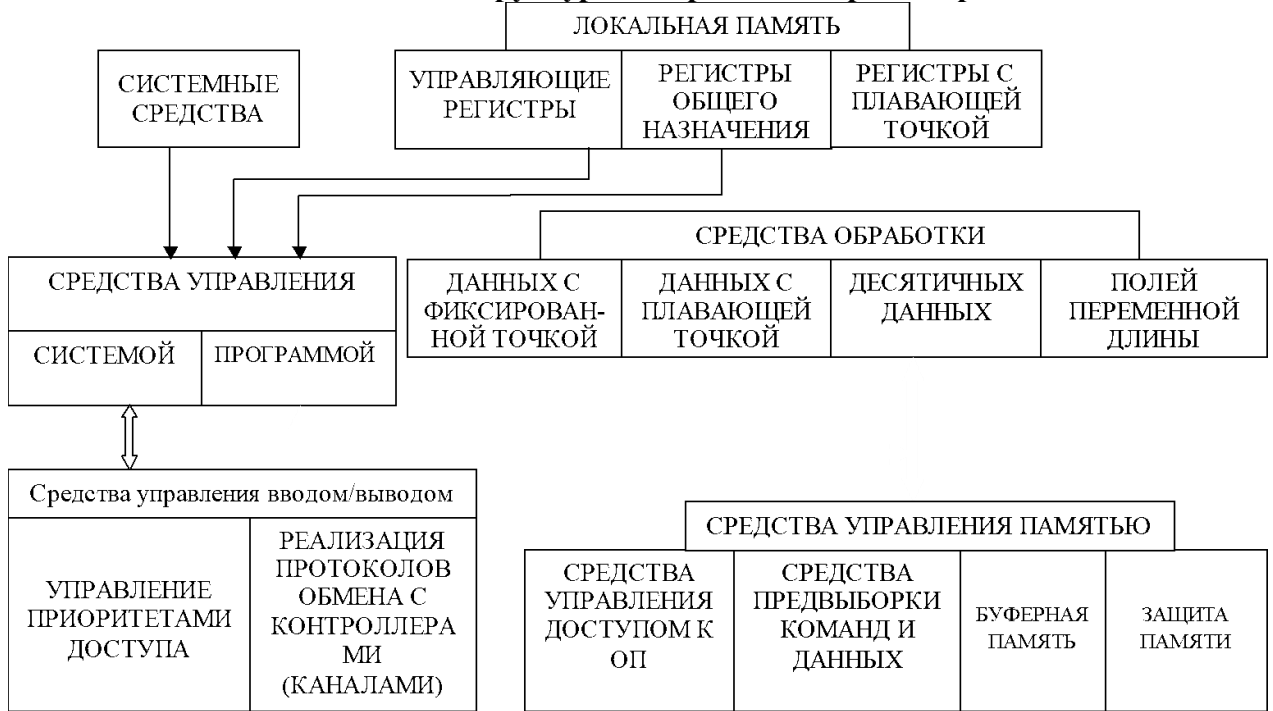 ЛОКАЛЬНАЯ ПАМЯТЬ
СИСТЕМНЫЕ
СРЕДСТВА
УПРАВЛЯЮЩИЕ
РЕГИСТРЫ
РЕГИСТРЫ
ОБЩЕГО
НАЗНАЧЕНИЯ
РЕГИСТРЫ С
ПЛАВАЮЩЕЙ
ТОЧКОЙ
СРЕДСТВА ОБРАБОТКИ
ДАННЫХ С
ФИКСИРОВАН-
НОЙ ТОЧКОЙ
ДАННЫХ С
ПЛАВАЮЩЕЙ
ТОЧКОЙ
ДЕСЯТИЧНЫХ
ДАННЫХ
ПОЛЕЙ
ПЕРЕМЕННОЙ
ДЛИНЫ
СРЕДСТВА УПРАВЛЕНИЯ
СИСТЕМОЙ
ПРОГРАММОЙ
Средства управления вводом/выводом
УПРАВЛЕНИЕ
ПРИОРИТЕТАМИ
ДОСТУПА
РЕАЛИЗАЦИЯ
ПРОТОКОЛОВ
ОБМЕНА С
КОНТРОЛЛЕРА
МИ
(КАНАЛАМИ)
СРЕДСТВА УПРАВЛЕНИЯ ПАМЯТЬЮ
СРЕДСТВА
УПРАВЛЕНИЯ
ДОСТУПОМ К
ОП
СРЕДСТВА
ПРЕДВЫБОРКИ
КОМАНД И
ДАННЫХ
БУФЕРНАЯ
ПАМЯТЬ
ЗАЩИТА
ПАМЯТИ